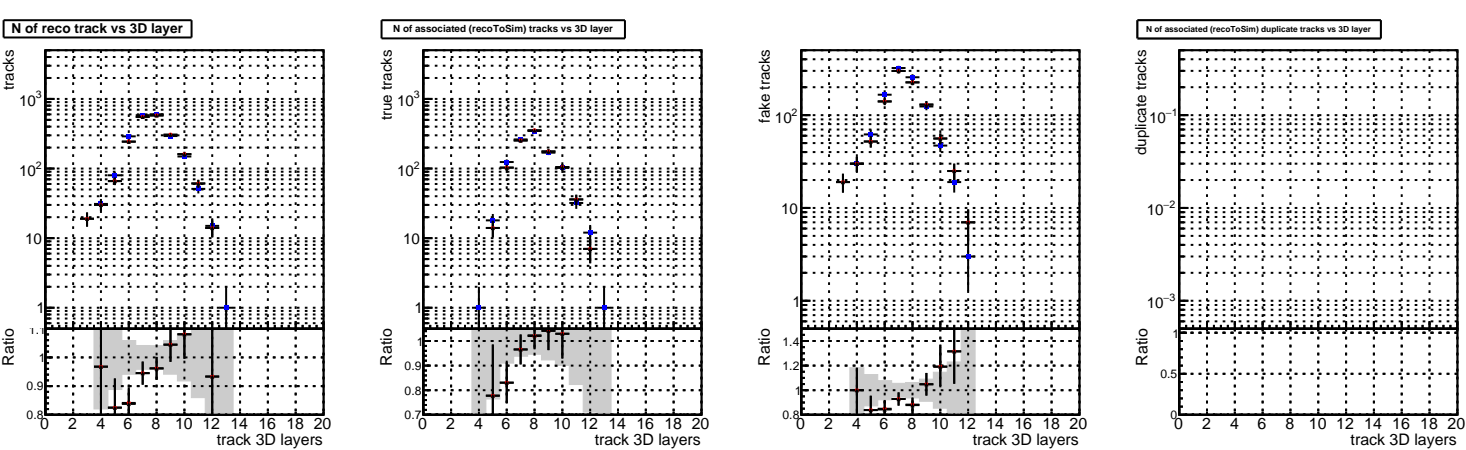 N of reco track vs 3D layer
tracks
10³
10²
10
1
Ratio
1.1
1
0.9
0.8
0 2 4 6 8 10 12 14 16 18 20
track 3D layers
N of associated (recoToSim) tracks vs 3D layer
true tracks
10³
10²
10
1
Ratio
1
0.9
0.8
0.7
0 2 4 6 8 10 12 14 16 18 20
track 3D layers
fake tracks
10²
10
1
Ratio
1.4
1.2
1
0.8
0 2 4 6 8 10 12 14 16 18 20
track 3D layers
N of associated (recoToSim) duplicate tracks vs 3D layer
duplicate tracks
10⁻¹
10⁻²
10⁻³
Ratio
1
0.5
0
0 2 4 6 8 10 12 14 16 18 20
track 3D layers